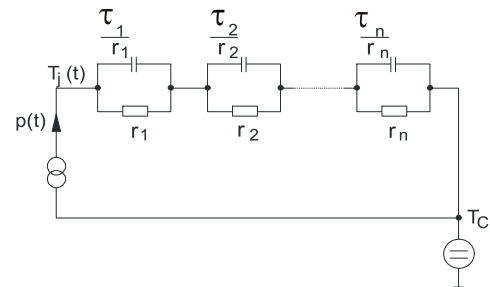 τ1/r1 τ2/r2 τn/rn
Tj (t)
p(t)
r1 r2 rn
TC